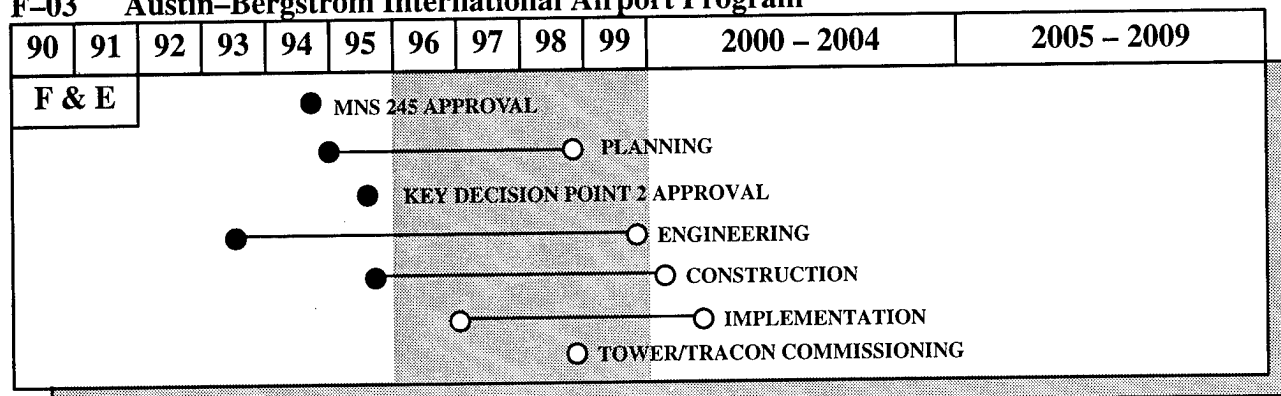 F–03 Austin–Bergstrom International Airport Program
90 91 92 93 94 95 96 97 98 99 2000 – 2004 2005 – 2009
F & E
MNS 245 APPROVAL
PLANNING
KEY DECISION POINT 2 APPROVAL
ENGINEERING
CONSTRUCTION
IMPLEMENTATION
TOWER/TRACON COMMISSIONING